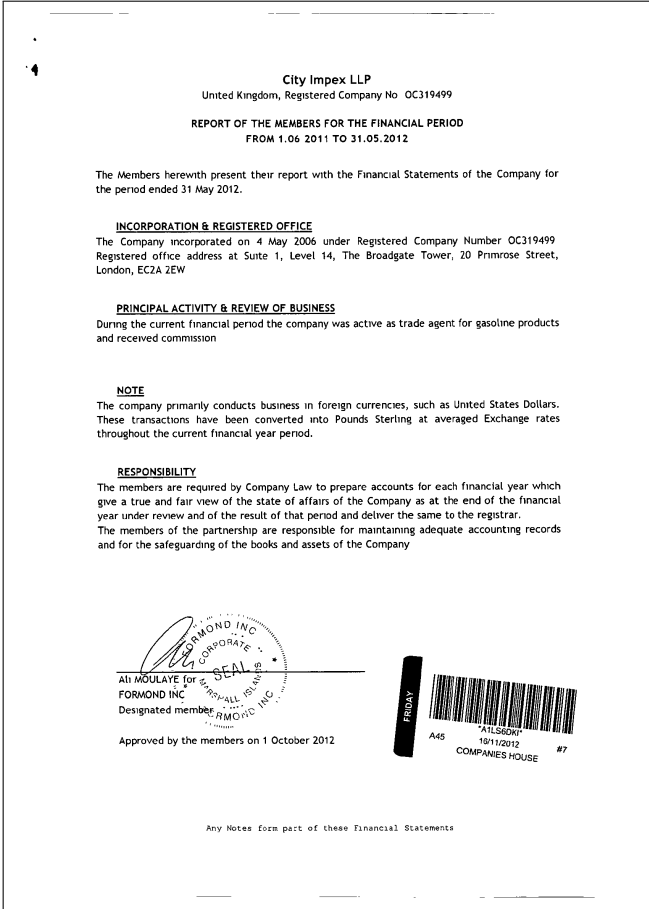 City Impex LLP
United Kingdom, Registered Company No OC319499
REPORT OF THE MEMBERS FOR THE FINANCIAL PERIOD
FROM 1.06 2011 TO 31.05.2012
The Members herewith present their report with the Financial Statements of the Company for
the period ended 31 May 2012.
INCORPORATION & REGISTERED OFFICE
The Company incorporated on 4 May 2006 under Registered Company Number OC319499
Registered office address at Suite 1, Level 14, The Broadgate Tower, 20 Primrose Street,
London, EC2A 2EW
PRINCIPAL ACTIVITY & REVIEW OF BUSINESS
During the current financial period the company was active as trade agent for gasoline products
and received commission
NOTE
The company primarily conducts business in foreign currencies, such as United States Dollars.
These transactions have been converted into Pounds Sterling at averaged Exchange rates
throughout the current financial year period.
RESPONSIBILITY
The members are required by Company Law to prepare accounts for each financial year which
give a true and fair view of the state of affairs of the Company as at the end of the financial
year under review and of the result of that period and deliver the same to the registrar.
The members of the partnership are responsible for maintaining adequate accounting records
and for the safeguarding of the books and assets of the Company
FORMOND INC
CORPORATE
SEAL
MARSHALL ISLANDS
FORMOND INC
Ali MOULAYE for
FORMOND INC
Designated member
Approved by the members on 1 October 2012
FRIDAY
*A1LS6DKI*
A45 16/11/2012 #7
COMPANIES HOUSE
Any Notes form part of these Financial Statements